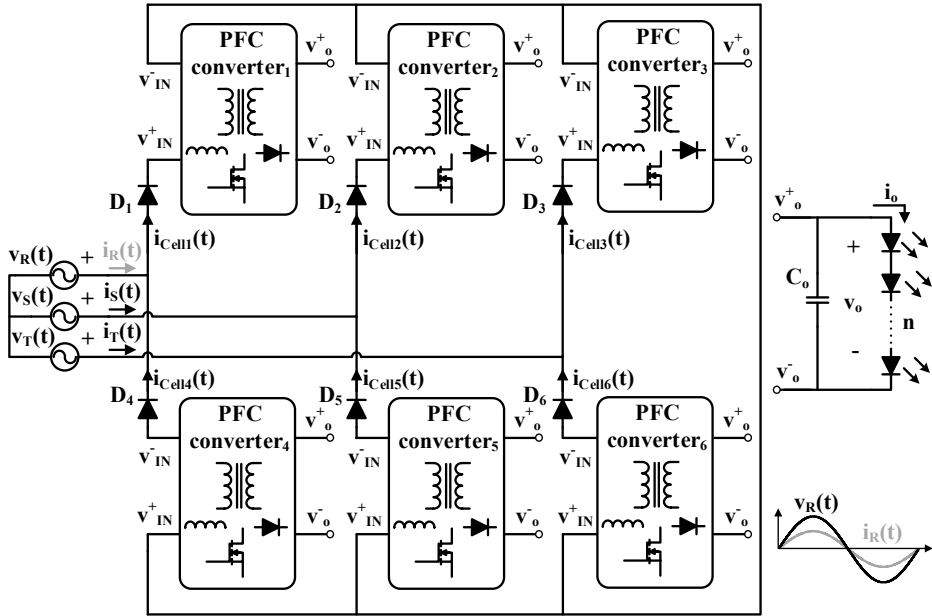 PFC converter₁ v⁺ₒ PFC converter₂ v⁺ₒ PFC converter₃ v⁺ₒ
v⁻IN v⁻IN v⁻IN
v⁺IN v⁻ₒ v⁺IN v⁻ₒ v⁺IN v⁻ₒ
D₁ D₂ D₃
iCell1(t) iCell2(t) iCell3(t)
vR(t) + iR(t)
vS(t) + iS(t)
vT(t) + iT(t)
iCell4(t) iCell5(t) iCell6(t)
D₄ D₅ D₆
PFC converter₄ v⁺ₒ PFC converter₅ v⁺ₒ PFC converter₆ v⁺ₒ
v⁻IN v⁻IN v⁻IN
v⁺IN v⁻ₒ v⁺IN v⁻ₒ v⁺IN v⁻ₒ
v⁺ₒ iₒ
+
Cₒ vₒ n
-
v⁻ₒ
vR(t)
iR(t)